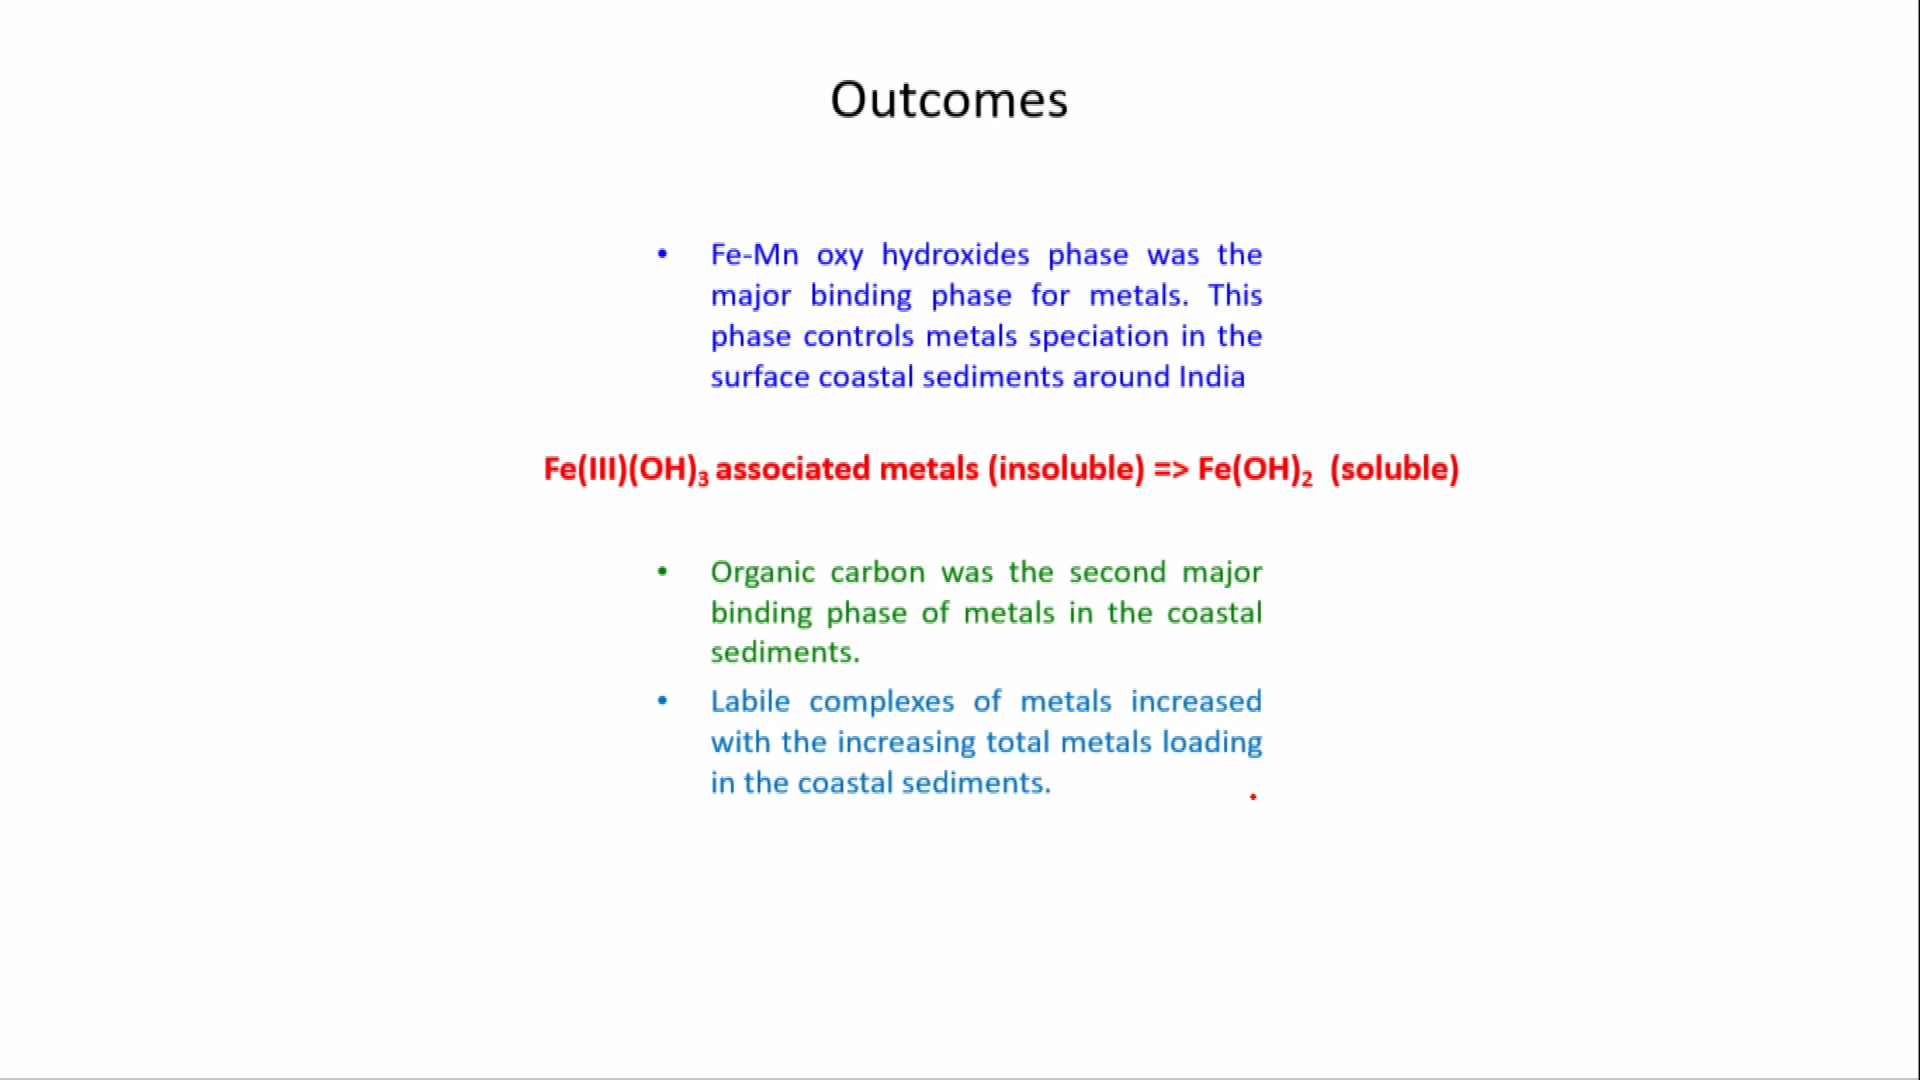 Outcomes
• Fe-Mn oxy hydroxides phase was the
major binding phase for metals. This
phase controls metals speciation in the
surface coastal sediments around India
Fe(III)(OH)₃ associated metals (insoluble) => Fe(OH)₂ (soluble)
• Organic carbon was the second major
binding phase of metals in the coastal
sediments.
• Labile complexes of metals increased
with the increasing total metals loading
in the coastal sediments.